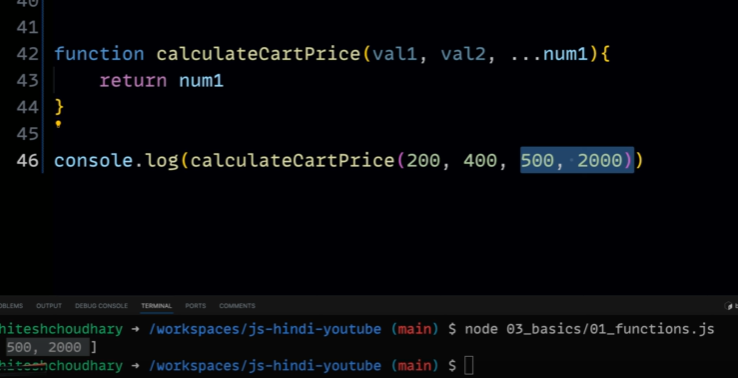 40
41
42 function calculateCartPrice(val1, val2, ...num1){
43 return num1
44 }
45
46 console.log(calculateCartPrice(200, 400, 500, 2000))
OUTPUT DEBUG CONSOLE TERMINAL PORTS COMMENTS
hiteshchoudhary → /workspaces/js-hindi-youtube (main) $ node 03_basics/01_functions.js
500, 2000 ]
hiteshchoudhary → /workspaces/js-hindi-youtube (main) $